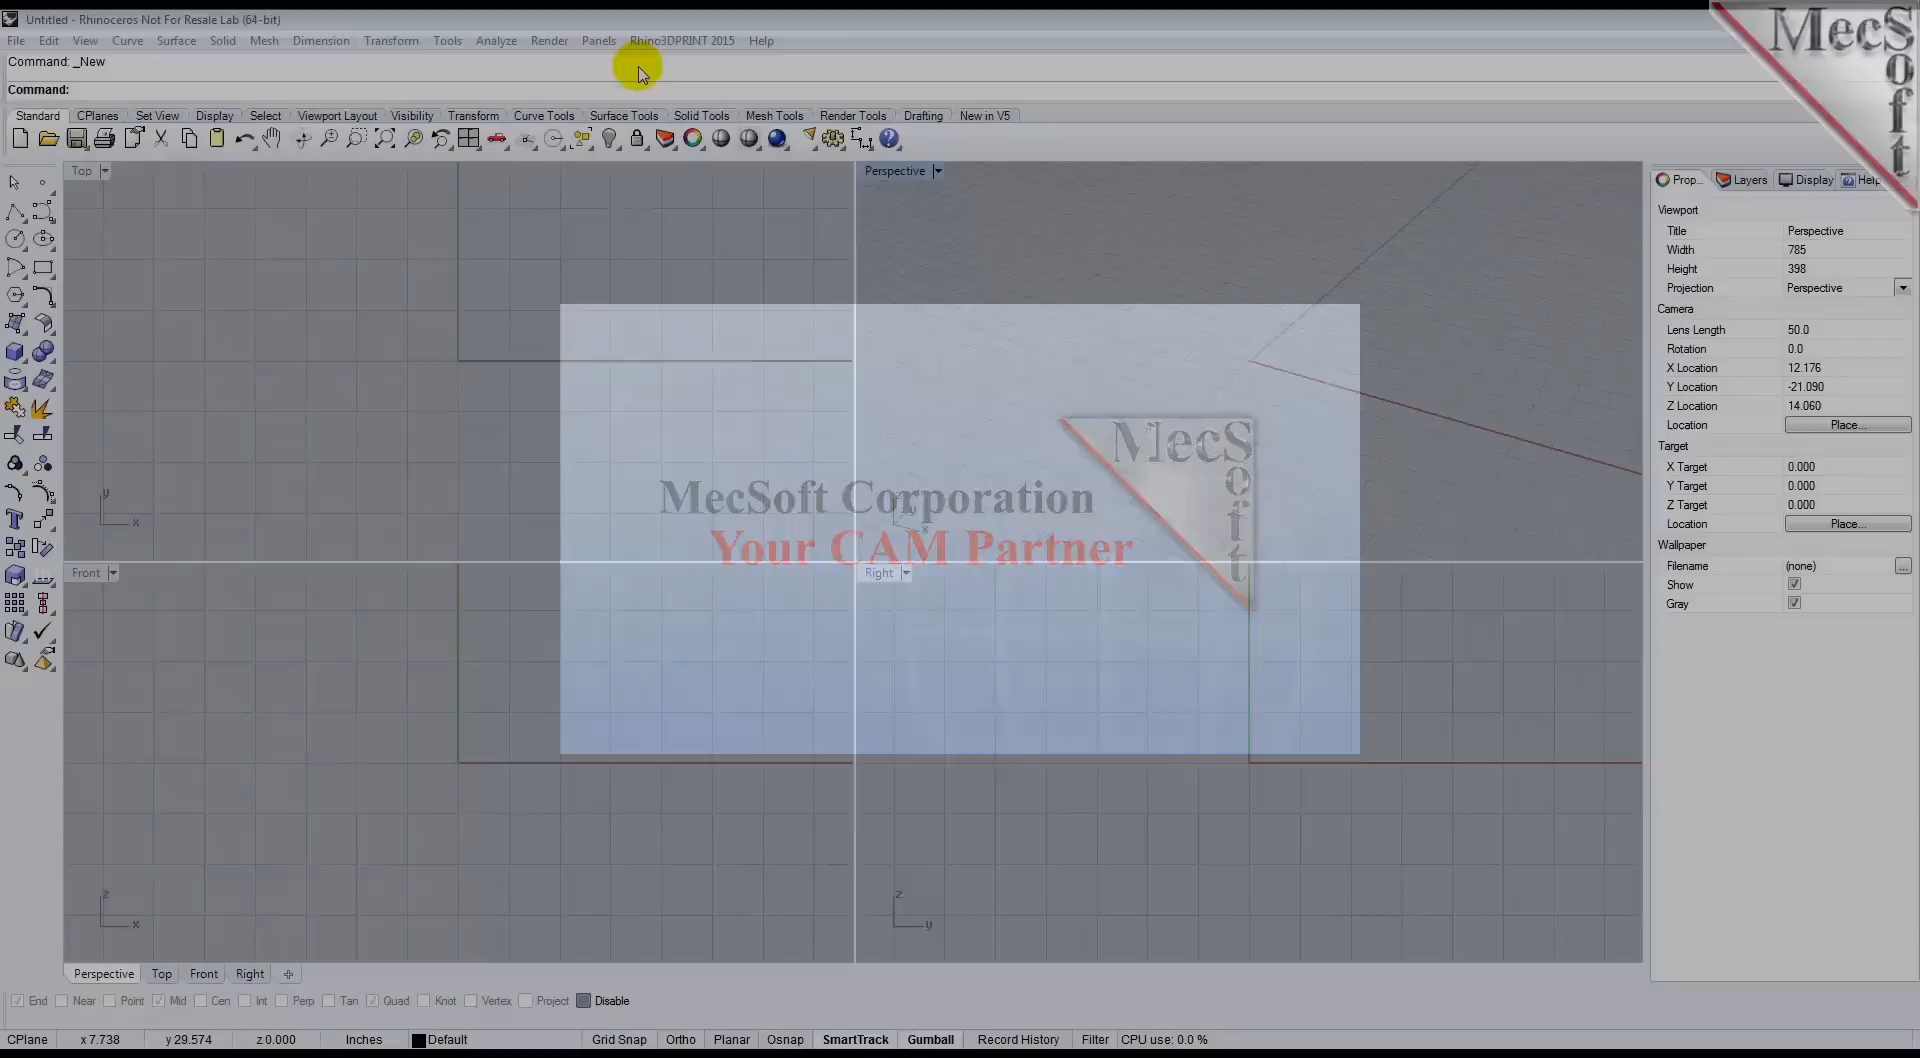 Untitled - Rhinoceros Not For Resale Lab (64-bit)
File Edit View Curve Surface Solid Mesh Dimension Transform Tools Analyze Render Panels Rhino3DPRINT 2015 Help
Command: _New
Command:
Standard CPlanes Set View Display Select Viewport Layout Visibility Transform Curve Tools Surface Tools Solid Tools Mesh Tools Render Tools Drafting New in V5
MecSoft
Top
Perspective
Prop... Layers Display Help
Viewport
Title Perspective
Width 785
Height 398
Projection Perspective
Camera
Lens Length 50.0
Rotation 0.0
X Location 12.176
Y Location -21.090
Z Location 14.060
Location Place...
Target
X Target 0.000
Y Target 0.000
Z Target 0.000
Location Place...
Wallpaper
Filename (none) ...
Show
Gray
MecSoft
MecSoft Corporation
Your CAM Partner
y
x
Front
Right
z
x
z
y
Perspective Top Front Right
End Near Point Mid Cen Int Perp Tan Quad Knot Vertex Project Disable
CPlane x 7.738 y 29.574 z 0.000 Inches Default Grid Snap Ortho Planar Osnap SmartTrack Gumball Record History Filter CPU use: 0.0 %